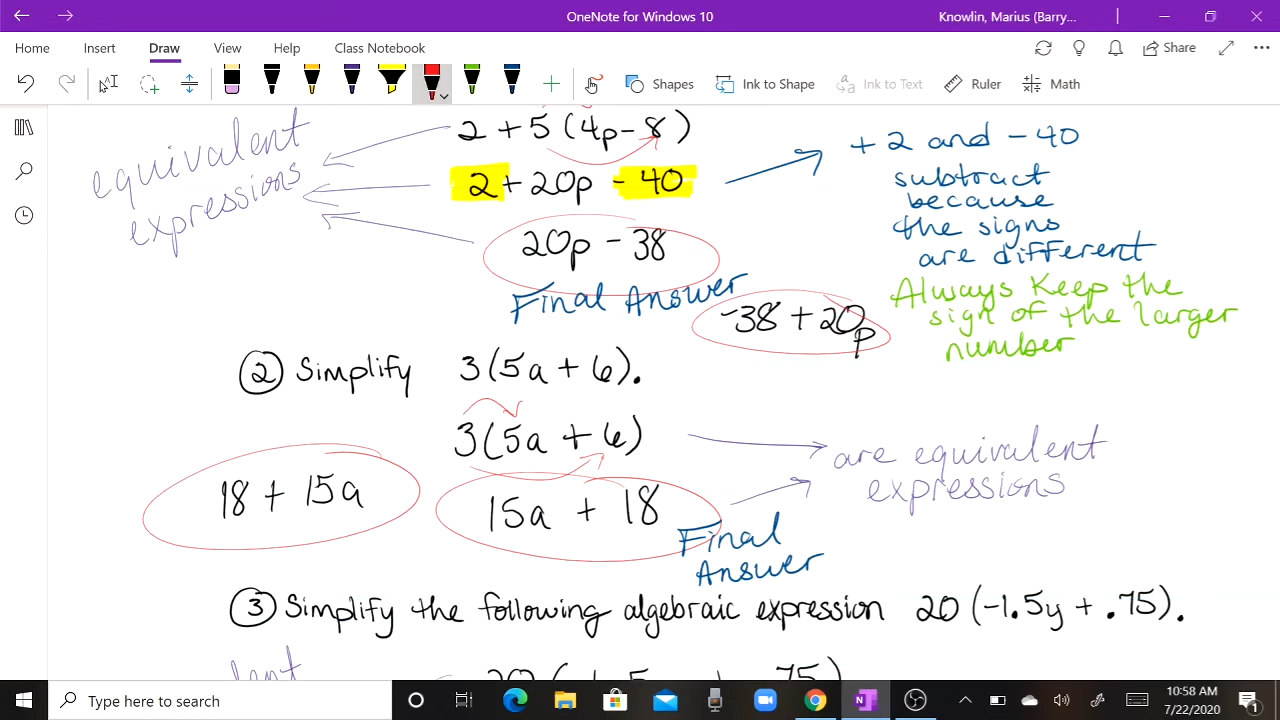 OneNote for Windows 10
Knowlin, Marius (Barry...
Home Insert Draw View Help Class Notebook
Share
Shapes
Ink to Shape
Ink to Text
Ruler
Math
equivalent
expressions
2 + 5 (4p - 8)
2 + 20p - 40
20p - 38
Final Answer
-38 + 20p
+2 and -40
subtract
because
the signs
are different
Always Keep the
sign of the larger
number
② Simplify 3(5a + 6).
3(5a + 6)
18 + 15a
15a + 18
are equivalent
expressions
Final
Answer
③ Simplify the following algebraic expression 20 (-1.5y + .75).
Type here to search
10:58 AM
7/22/2020
1